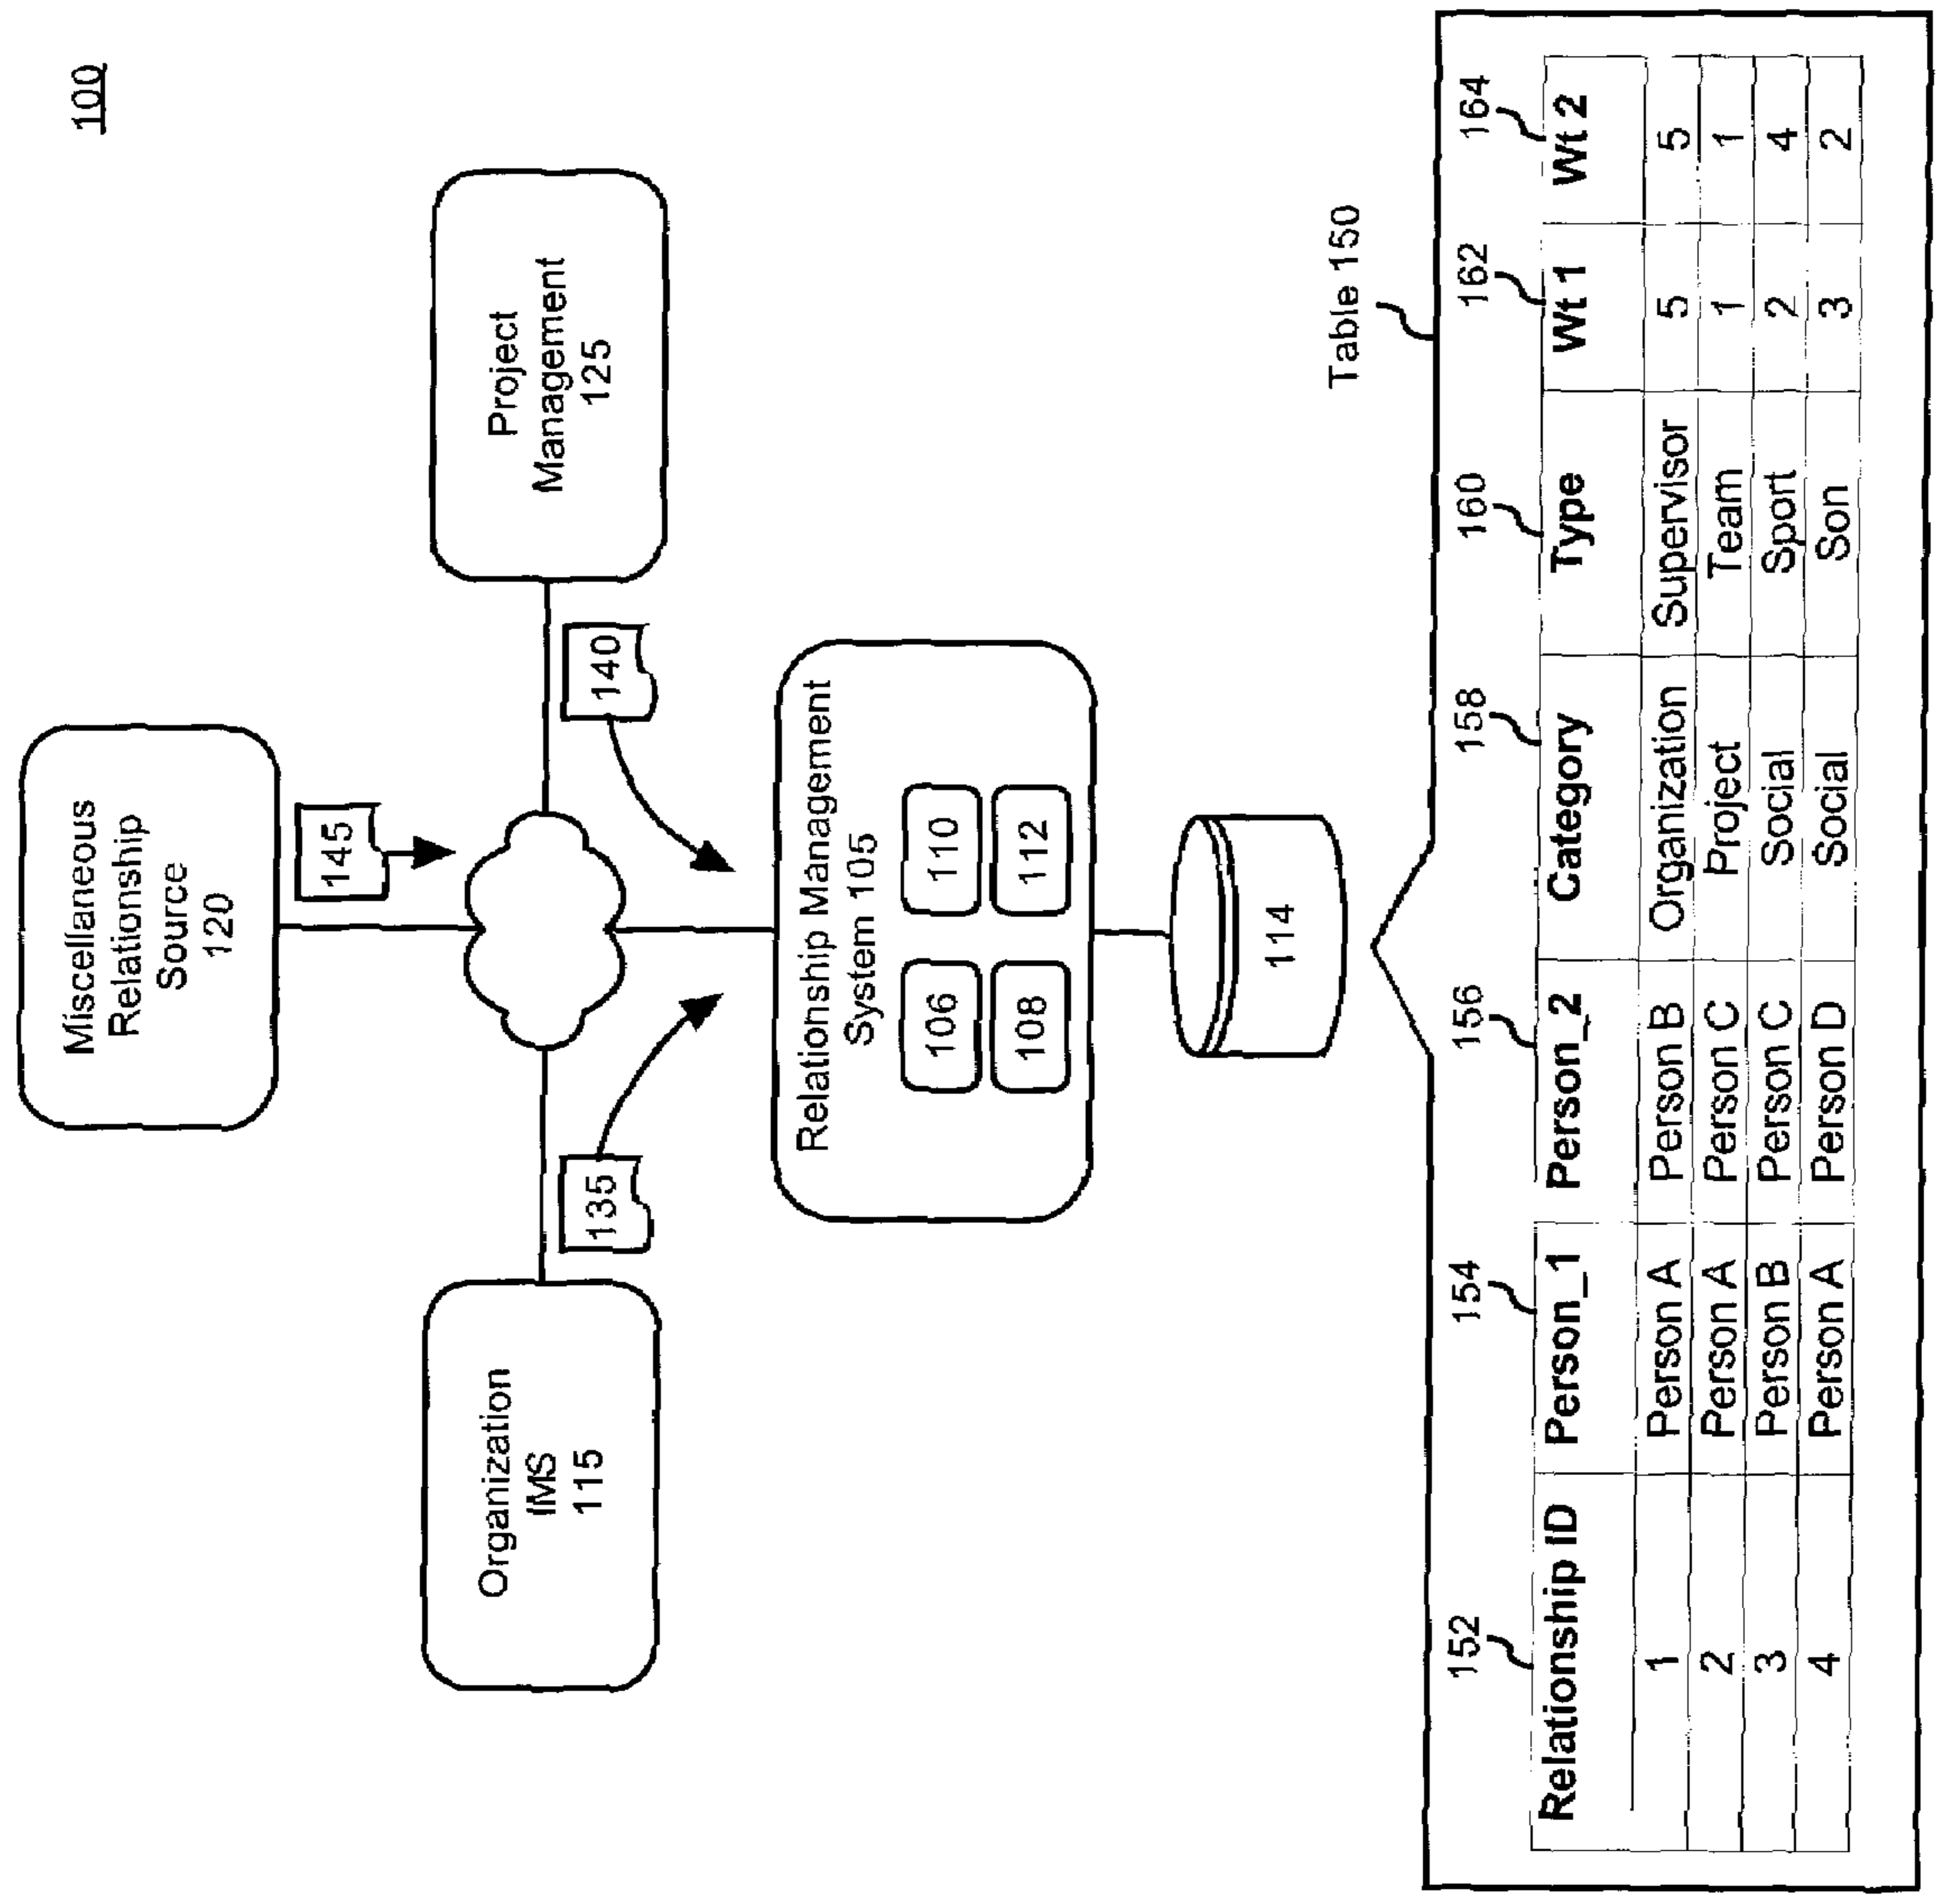 100
Miscellaneous
Relationship
Source
120
145
Organization
IMS
115
Project
Management
125
135
140
Relationship Management
System 105
106
110
108
112
114
Table 150
152 154 156 158 160 162 164
Relationship ID Person_1 Person_2 Category Type Wt 1 Wt 2
1 Person A Person B Organization Supervisor 5 5
2 Person A Person C Project Team 1 1
3 Person B Person C Social Sport 2 4
4 Person A Person D Social Son 3 2